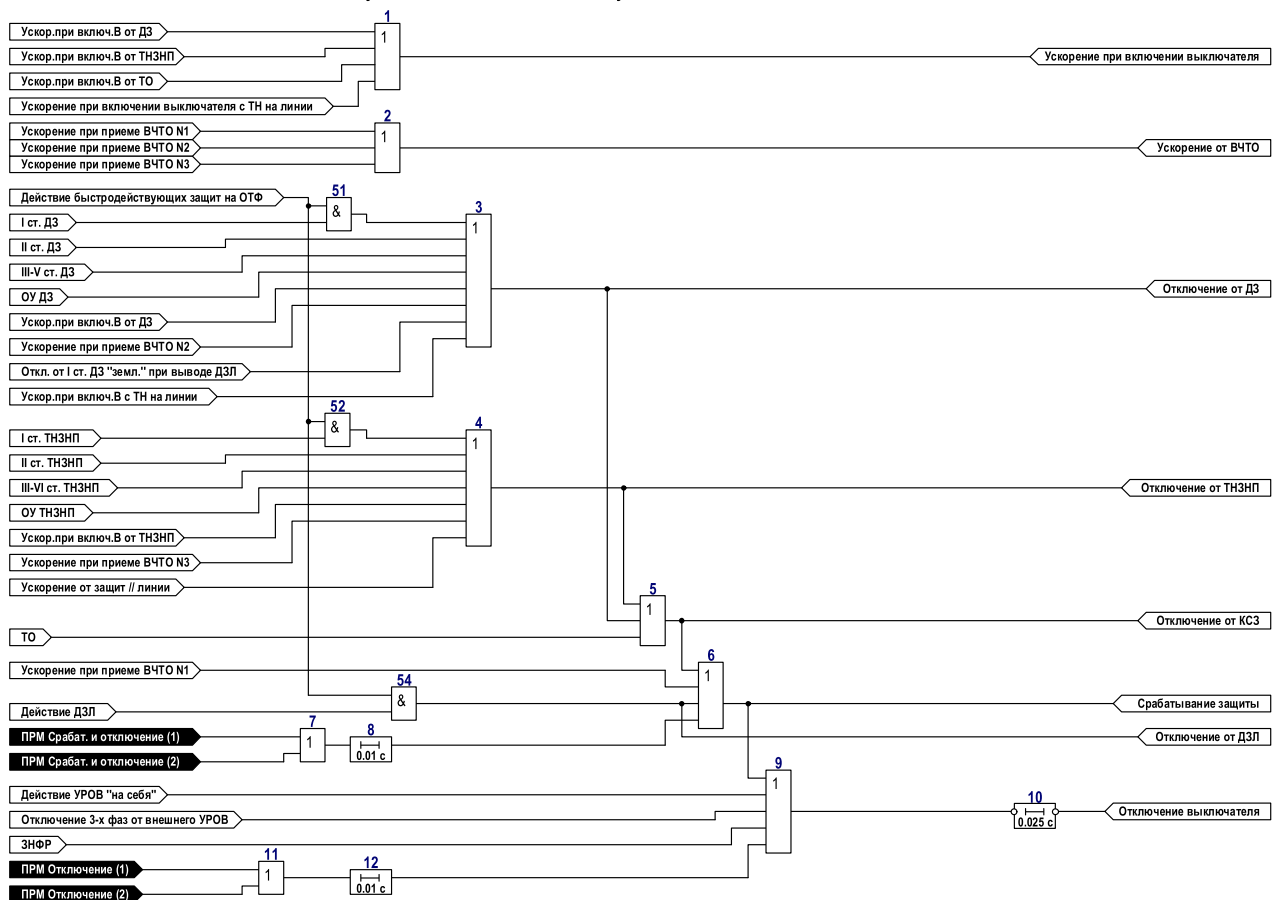 1
Ускор.при включ.В от ДЗ
1
Ускор.при включ.В от ТНЗНП
Ускорение при включении выключателя
Ускор.при включ.В от ТО
Ускорение при включении выключателя с ТН на линии
2
Ускорение при приеме ВЧТО N1
1
Ускорение при приеме ВЧТО N2
Ускорение от ВЧТО
Ускорение при приеме ВЧТО N3
Действие быстродействующих защит на ОТФ
51
&
3
I ст. ДЗ
1
II ст. ДЗ
III-V ст. ДЗ
Отключение от ДЗ
ОУ ДЗ
Ускор.при включ.В от ДЗ
Ускорение при приеме ВЧТО N2
Откл. от I ст. ДЗ "земл." при выводе ДЗЛ
Ускор.при включ.В с ТН на линии
52
&
4
I ст. ТНЗНП
1
II ст. ТНЗНП
III-VI ст. ТНЗНП
Отключение от ТНЗНП
ОУ ТНЗНП
Ускор.при включ.В от ТНЗНП
Ускорение при приеме ВЧТО N3
Ускорение от защит // линии
5
1
Отключение от КСЗ
ТО
6
1
Ускорение при приеме ВЧТО N1
54
&
Срабатывание защиты
Действие ДЗЛ
7
8
ПРМ Срабат. и отключение (1)
1
0.01 с
Отключение от ДЗЛ
ПРМ Срабат. и отключение (2)
9
1
Действие УРОВ "на себя"
10
0.025 с
Отключение выключателя
Отключение 3-х фаз от внешнего УРОВ
ЗНФР
11
12
ПРМ Отключение (1)
1
0.01 с
ПРМ Отключение (2)